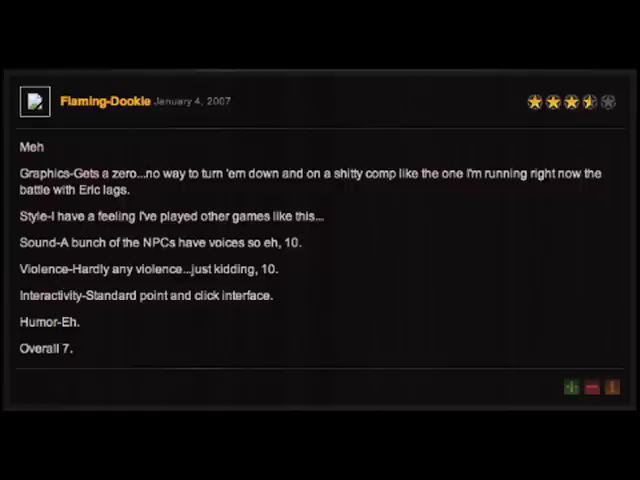 Flaming-Dookie January 4, 2007
Meh
Graphics-Gets a zero...no way to turn 'em down and on a shitty comp like the one I'm running right now the
battle with Eric lags.
Style-I have a feeling I've played other games like this...
Sound-A bunch of the NPCs have voices so eh, 10.
Violence-Hardly any violence...just kidding, 10.
Interactivity-Standard point and click interface.
Humor-Eh.
Overall 7.